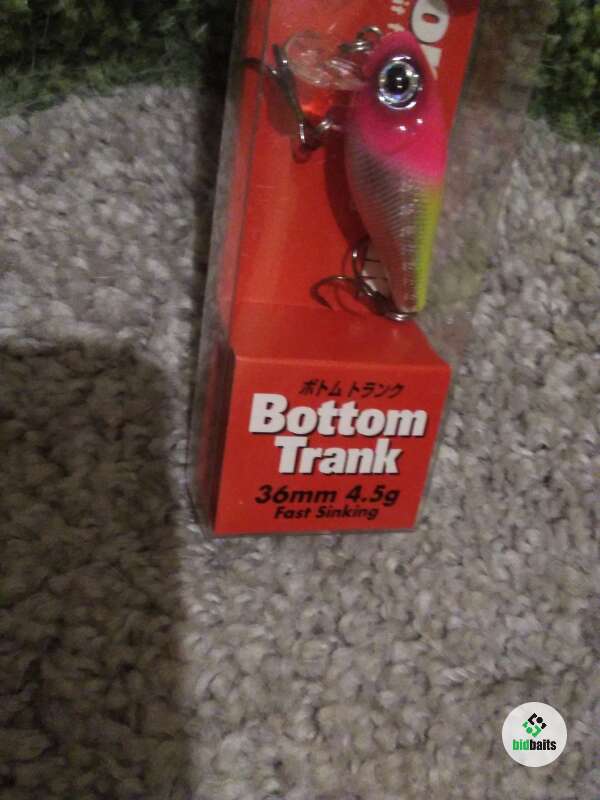 ボトム トランク
Bottom
Trank
36mm 4.5g
Fast Sinking
bidbaits